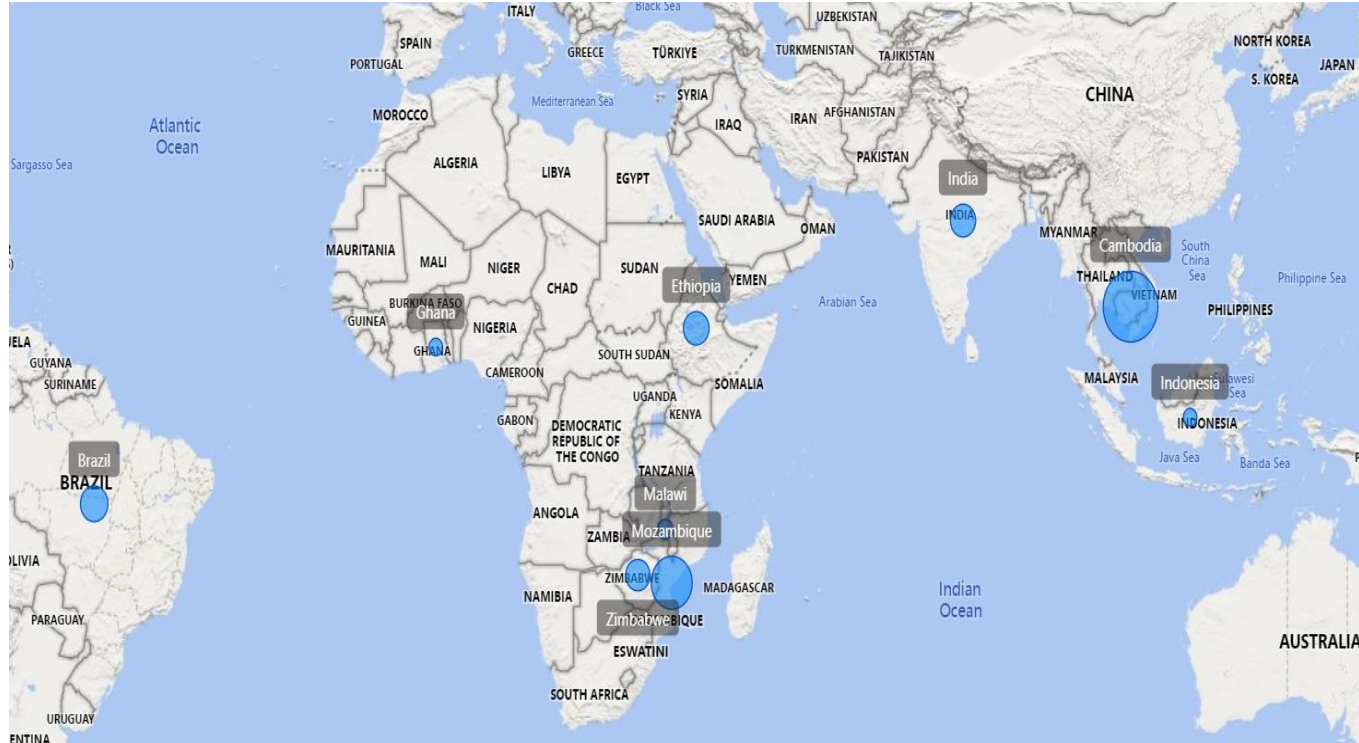 ITALY
Black Sea
UZBEKISTAN
NORTH KOREA
SPAIN
GREECE
TÜRKIYE
TURKMENISTAN
TAJIKISTAN
PORTUGAL
S. KOREA
JAPAN
SYRIA
CHINA
Mediterranean Sea
MOROCCO
IRAQ
IRAN
AFGHANISTAN
Atlantic
Ocean
PAKISTAN
Sargasso Sea
ALGERIA
LIBYA
EGYPT
India
SAUDI ARABIA
INDIA
OMAN
MYANMAR
MAURITANIA
MALI
NIGER
SUDAN
Cambodia
South
China
Sea
CHAD
YEMEN
THAILAND
Philippine Sea
Ethiopia
VIETNAM
BURKINA FASO
Ghana
Arabian Sea
PHILIPPINES
GUINEA
NIGERIA
GHANA
SOUTH SUDAN
GUYANA
CAMEROON
SURINAME
SOMALIA
MALAYSIA
Indonesia
Sea
UGANDA
GABON
KENYA
DEMOCRATIC
REPUBLIC OF
THE CONGO
INDONESIA
Brazil
Java Sea
Banda Sea
TANZANIA
BRAZIL
Malawi
ANGOLA
Mozambique
ZAMBIA
ZIMBABWE
MADAGASCAR
NAMIBIA
Indian
Ocean
PARAGUAY
Zimbabwe
BIQUE
AUSTRALIA
ESWATINI
SOUTH AFRICA
URUGUAY